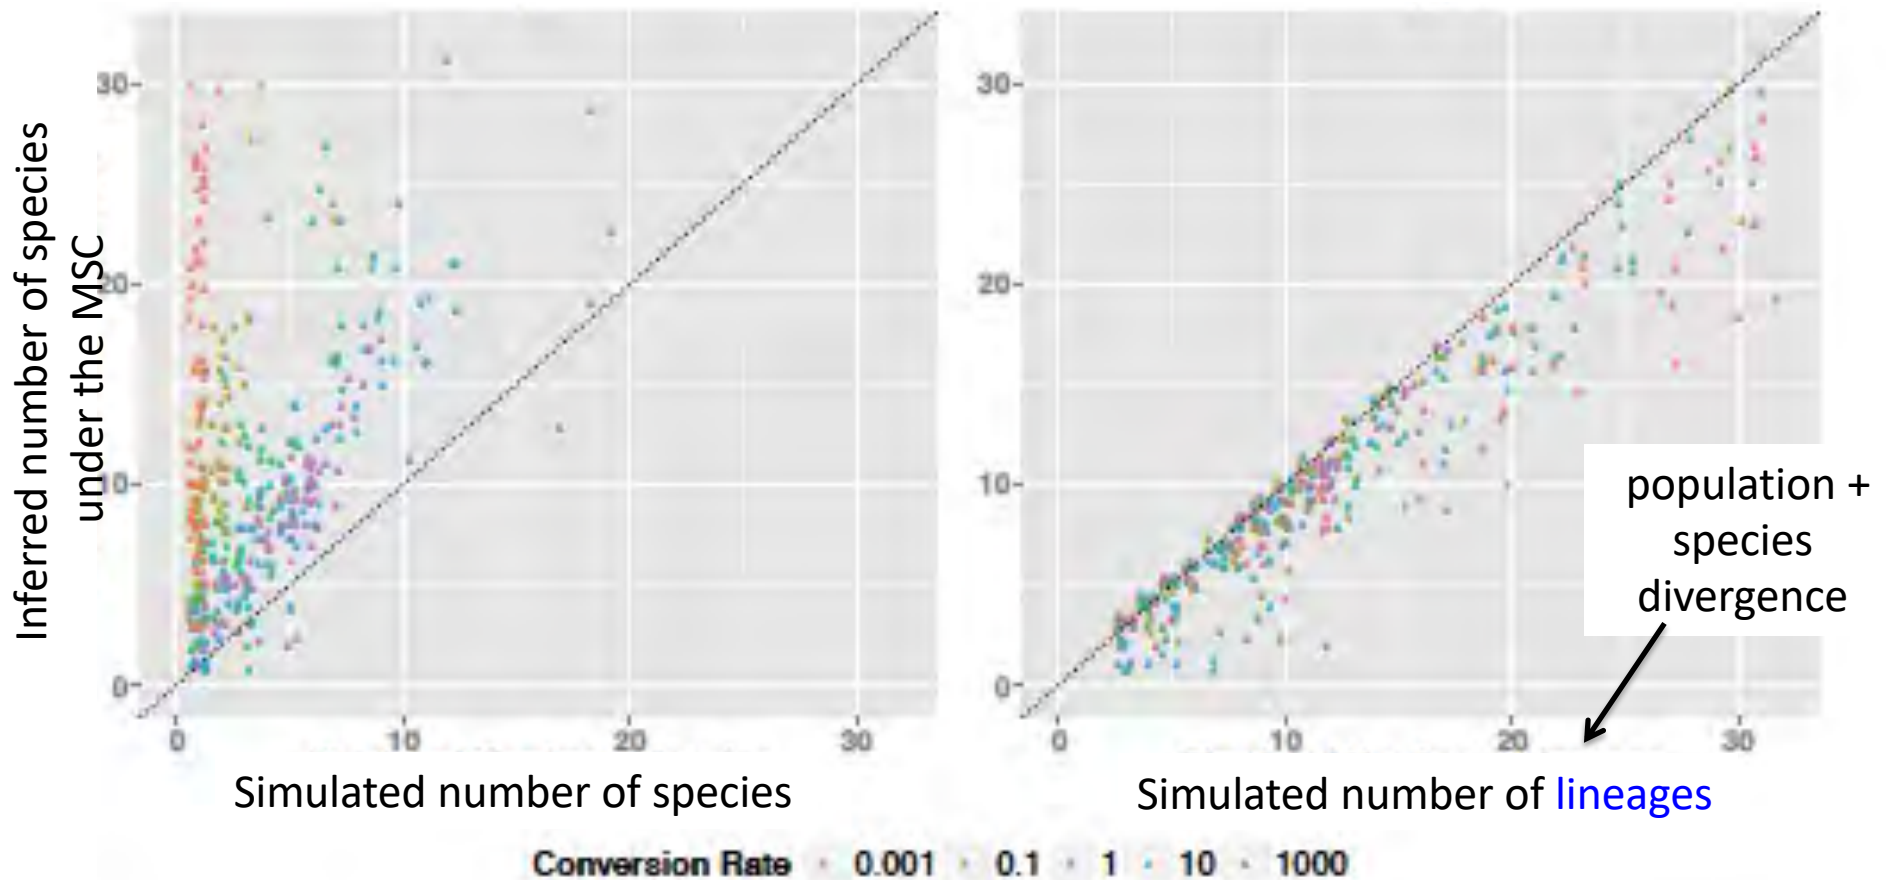 Inferred number of species
under the MSC
30
20
10
0
0 10 20 30
Simulated number of species
30
20
10
0
0 10 20 30
Simulated number of lineages
population +
species
divergence
Conversion Rate 0.001 0.1 1 10 1000